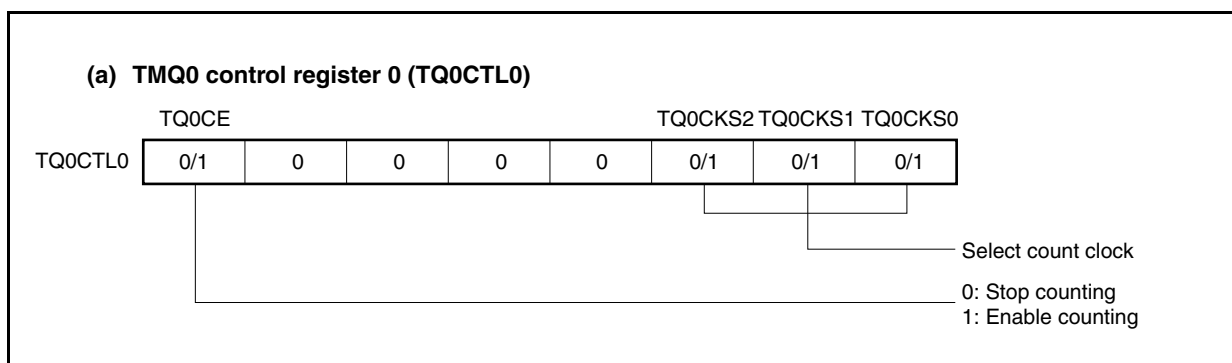 (a) TMQ0 control register 0 (TQ0CTL0)
TQ0CE TQ0CKS2 TQ0CKS1 TQ0CKS0
TQ0CTL0 0/1 0 0 0 0 0/1 0/1 0/1
Select count clock
0: Stop counting
1: Enable counting